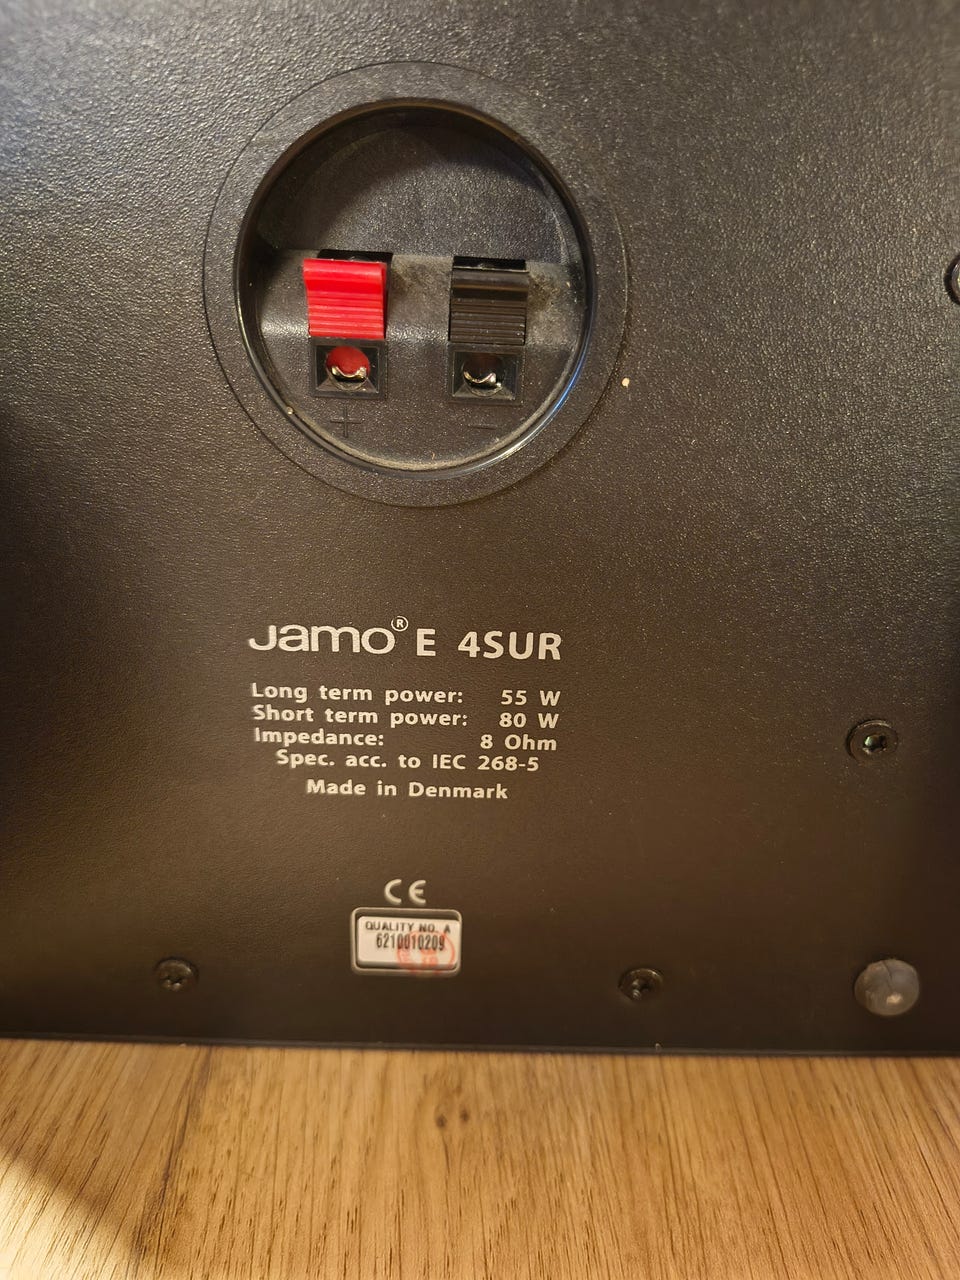 + -
Jamo® E 4SUR
Long term power: 55 W
Short term power: 80 W
Impedance: 8 Ohm
Spec. acc. to IEC 268-5
Made in Denmark
CE
QUALITY NO. A
6210010209